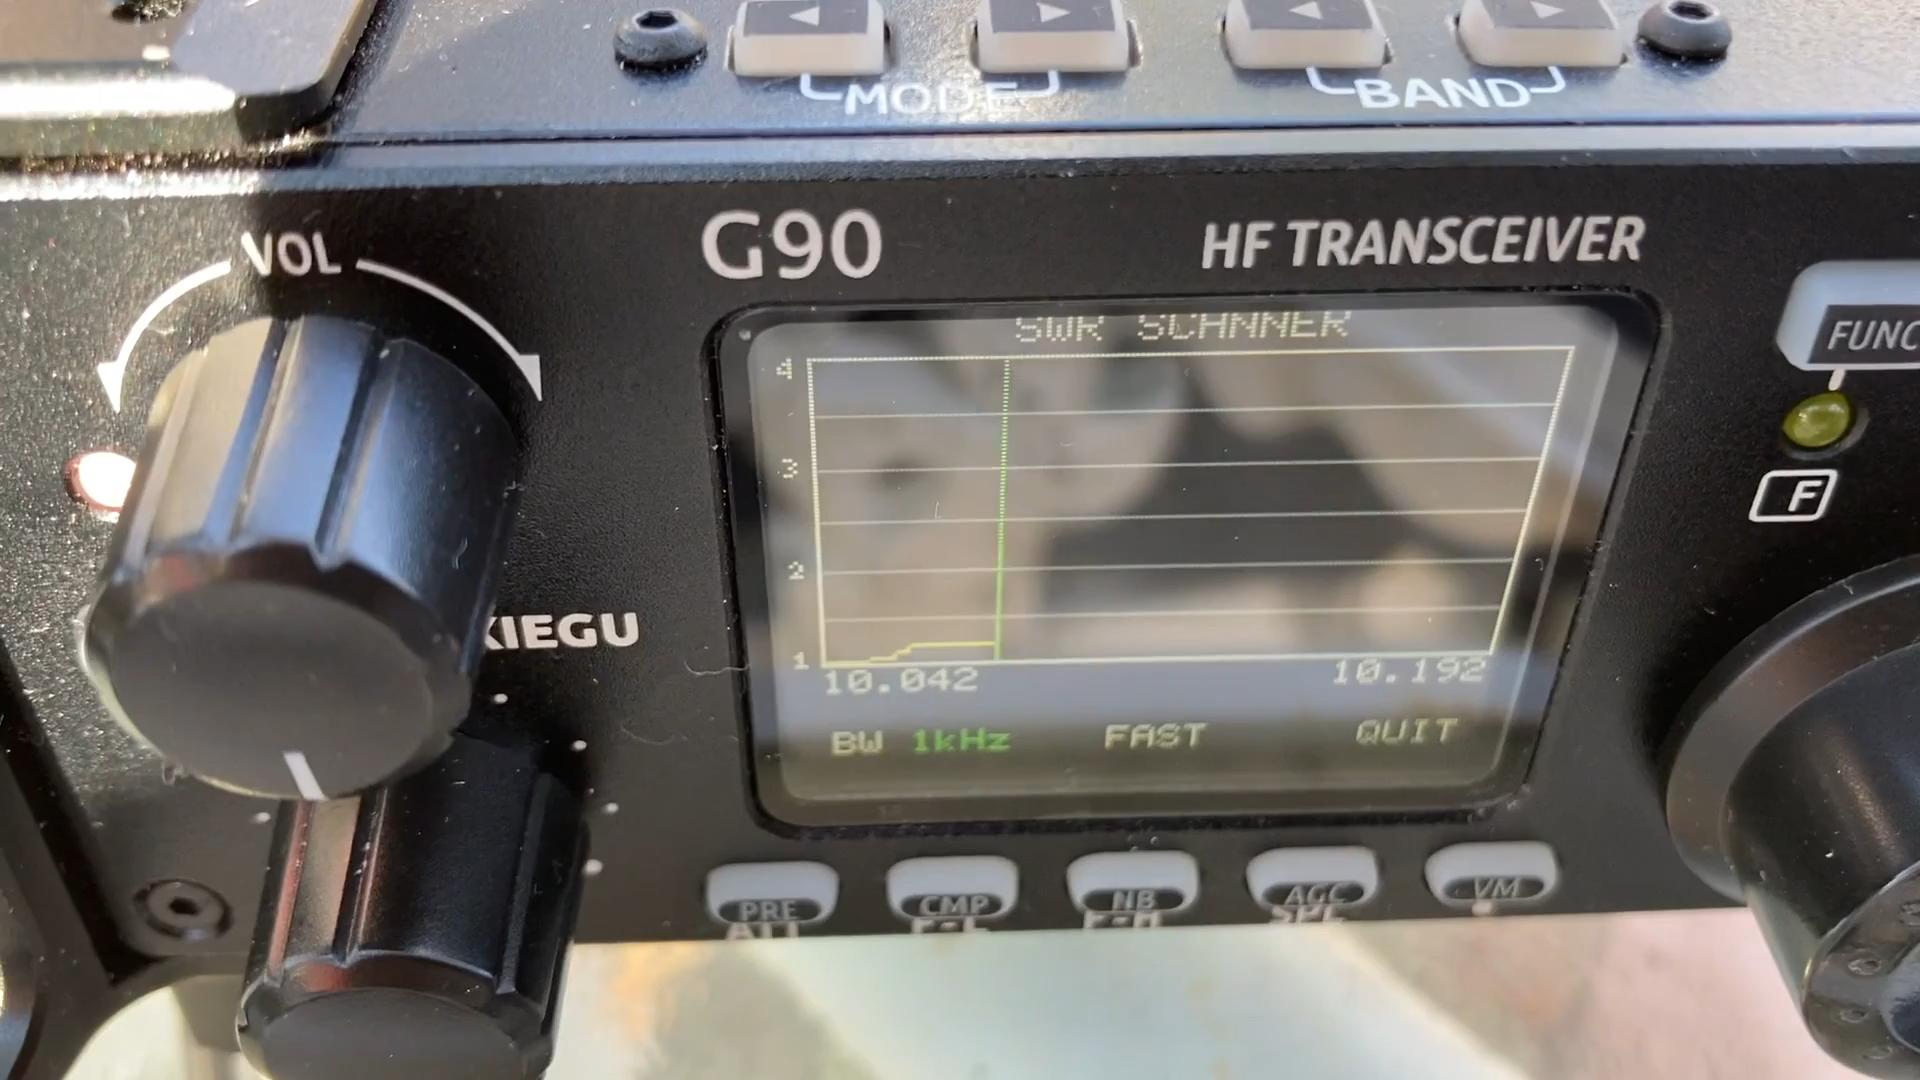 MODE
BAND
VOL
G90
HF TRANSCEIVER
FUNC
F
XIEGU
SWR SCANNER
4
3
2
1
10.042
10.192
BW 1kHz
FAST
QUIT
PRE
CMP
NB
AGC
VM
ATT